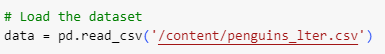 # Load the dataset
data = pd.read_csv('/content/penguins_lter.csv')